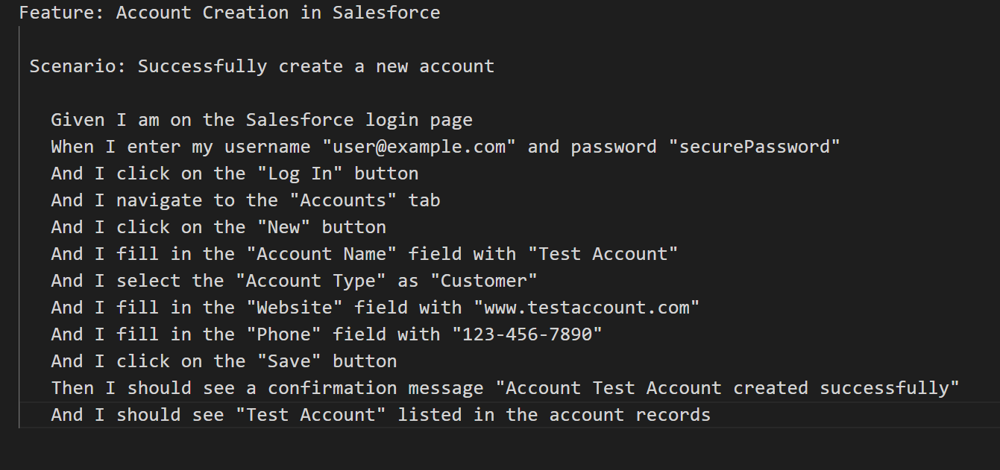 Feature: Account Creation in Salesforce
Scenario: Successfully create a new account
Given I am on the Salesforce login page
When I enter my username "user@example.com" and password "securePassword"
And I click on the "Log In" button
And I navigate to the "Accounts" tab
And I click on the "New" button
And I fill in the "Account Name" field with "Test Account"
And I select the "Account Type" as "Customer"
And I fill in the "Website" field with "www.testaccount.com"
And I fill in the "Phone" field with "123-456-7890"
And I click on the "Save" button
Then I should see a confirmation message "Account Test Account created successfully"
And I should see "Test Account" listed in the account records